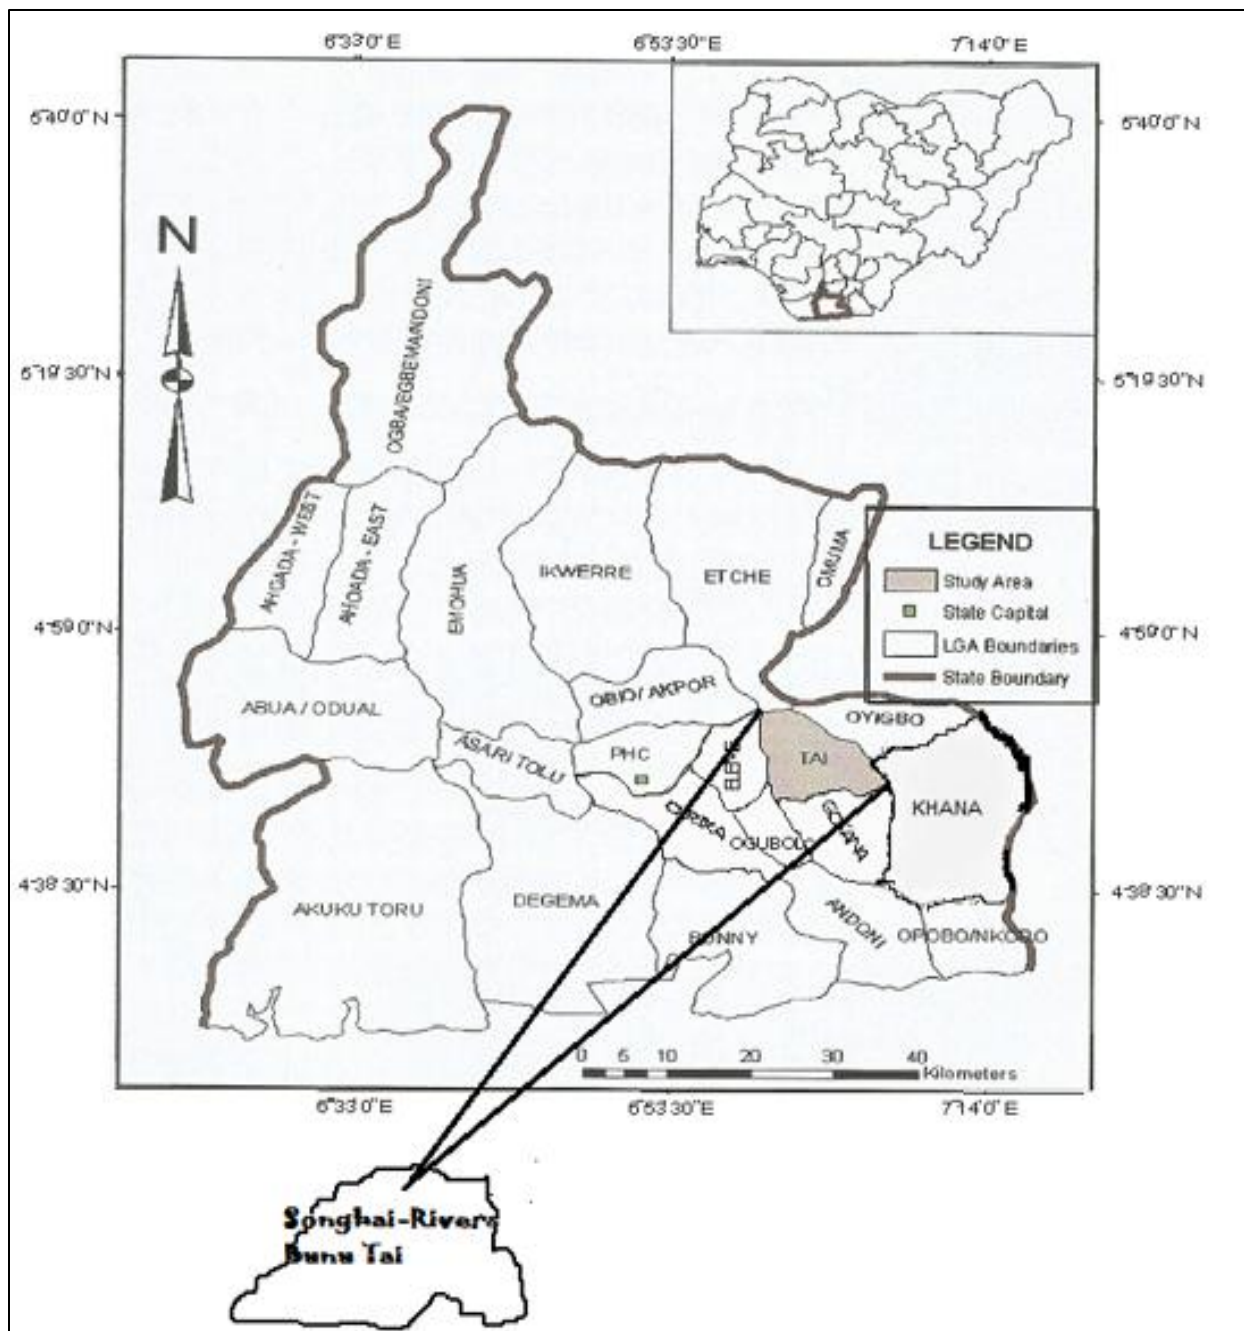 6°33'0"E
6°53'30"E
7°14'0"E
5°40'0"N
5°40'0"N
N
OGBA/EGBEMA/NDONI
5°19'30"N
5°19'30"N
AHOADA - WEST
AHOADA - EAST
EMOHUA
IKWERRE
ETCHE
OMUMA
LEGEND
Study Area
State Capital
LGA Boundaries
State Boundary
4°59'0"N
4°59'0"N
OBIO/ AKPOR
ABUA / ODUAL
OYIGBO
ASARI TOLU
PHC
TAI
KHANA
GOKANA
OGUBOLO
4°38'30"N
4°38'30"N
AKUKU TORU
DEGEMA
BONNY
ANDONI
OPOBO/NKORO
0 5 10 20 30 40
Kilometers
6°33'0"E
6°53'30"E
7°14'0"E
Songhai-Rivers
Bunu Tai